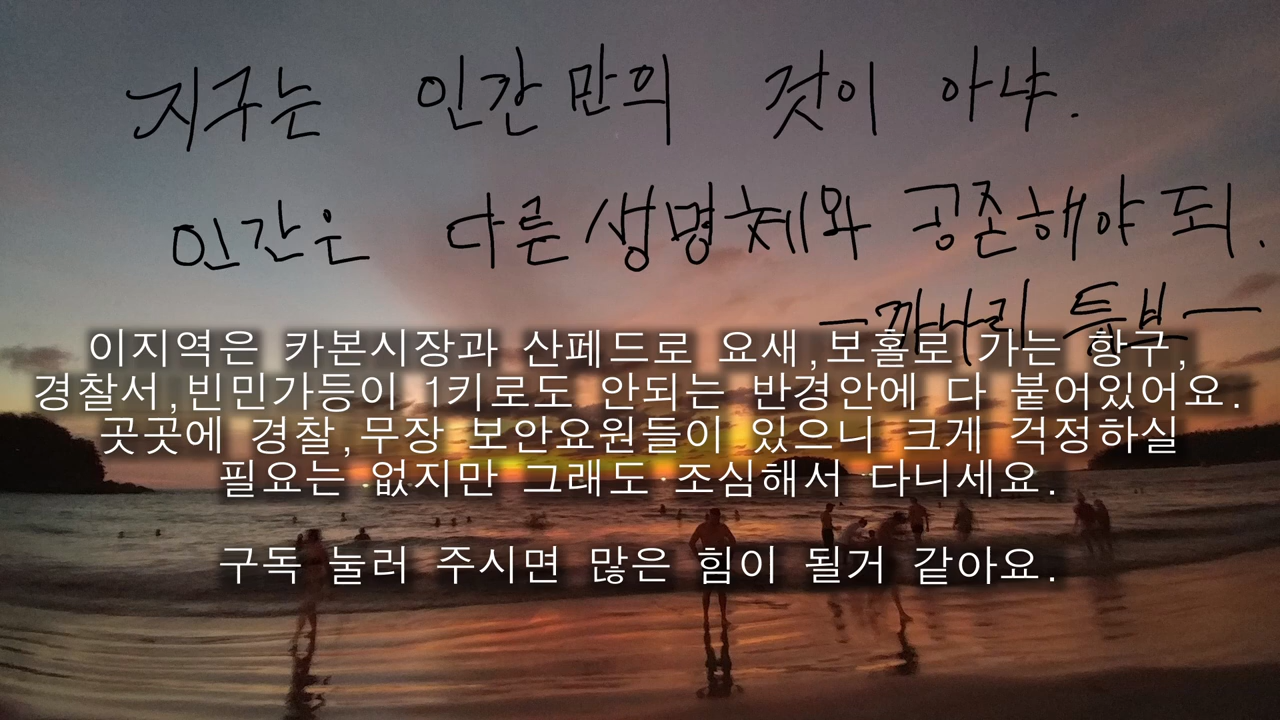 지구는 인간만의 것이 아냐.
인간은 다른생명체와 공존해야 되.
-까나리 튜브-
이지역은 카본시장과 산페드로 요새,보홀로 가는 항구,
경찰서,빈민가등이 1키로도 안되는 반경안에 다 붙어있어요.
곳곳에 경찰,무장 보안요원들이 있으니 크게 걱정하실
필요는 없지만 그래도 조심해서 다니세요.
구독 눌러 주시면 많은 힘이 될거 같아요.